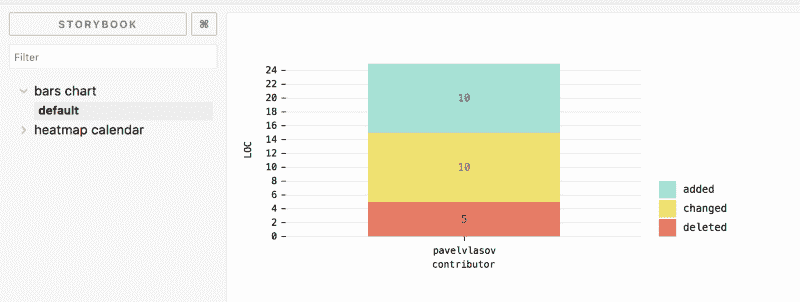 STORYBOOK
⌘
Filter
bars chart
default
heatmap calendar
LOC
24
22
20
18
16
14
12
10
8
6
4
2
0
10
10
5
pavelvlasov
contributor
added
changed
deleted